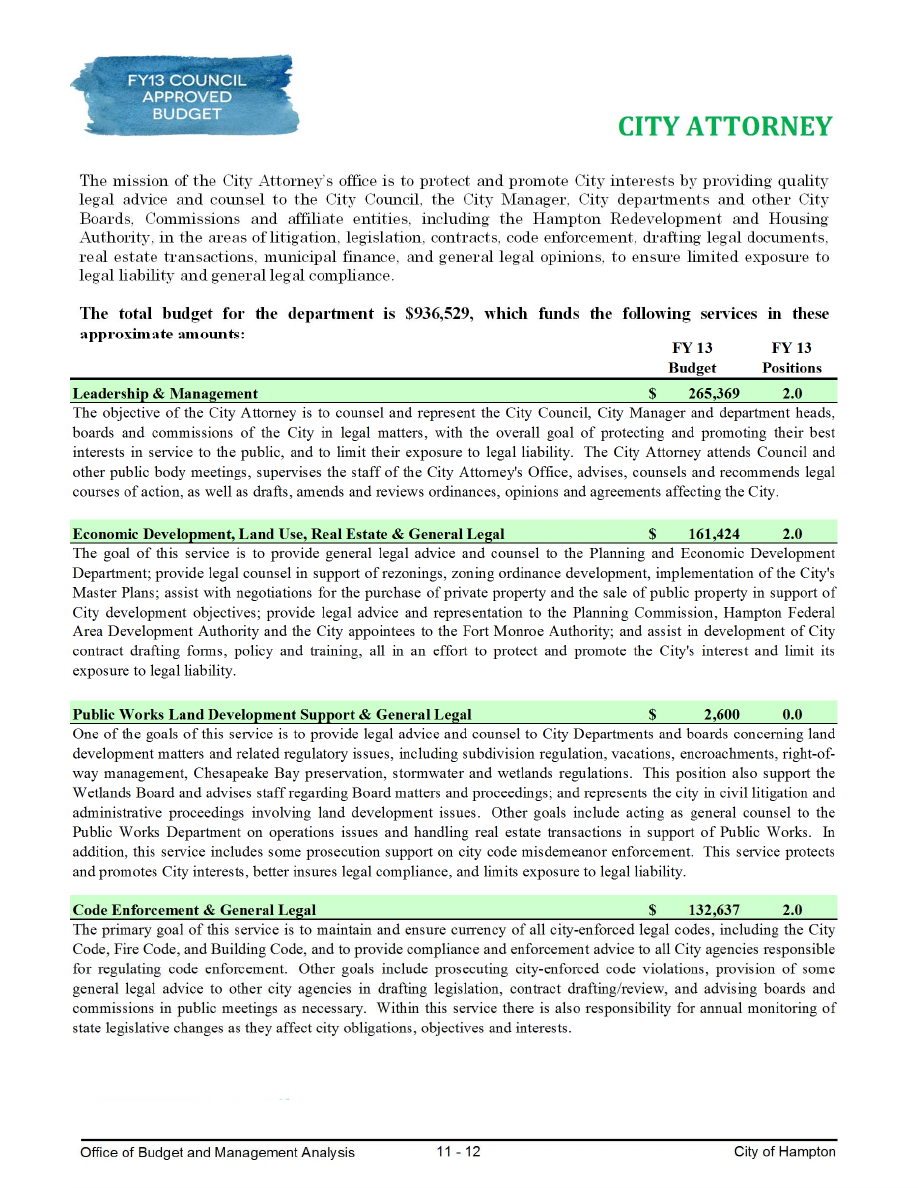 FY13 COUNCIL
APPROVED
BUDGET
CITY ATTORNEY
The mission of the City Attorney's office is to protect and promote City interests by providing quality
legal advice and counsel to the City Council, the City Manager, City departments and other City
Boards, Commissions and affiliate entities, including the Hampton Redevelopment and Housing
Authority, in the areas of litigation, legislation, contracts, code enforcement, drafting legal documents,
real estate transactions, municipal finance, and general legal opinions, to ensure limited exposure to
legal liability and general legal compliance.
The total budget for the department is $936,529, which funds the following services in these
approximate amounts:
FY 13 FY 13
Budget Positions
Leadership & Management $ 265,369 2.0
The objective of the City Attorney is to counsel and represent the City Council, City Manager and department heads,
boards and commissions of the City in legal matters, with the overall goal of protecting and promoting their best
interests in service to the public, and to limit their exposure to legal liability. The City Attorney attends Council and
other public body meetings, supervises the staff of the City Attorney's Office, advises, counsels and recommends legal
courses of action, as well as drafts, amends and reviews ordinances, opinions and agreements affecting the City.
Economic Development, Land Use, Real Estate & General Legal $ 161,424 2.0
The goal of this service is to provide general legal advice and counsel to the Planning and Economic Development
Department; provide legal counsel in support of rezonings, zoning ordinance development, implementation of the City's
Master Plans; assist with negotiations for the purchase of private property and the sale of public property in support of
City development objectives; provide legal advice and representation to the Planning Commission, Hampton Federal
Area Development Authority and the City appointees to the Fort Monroe Authority; and assist in development of City
contract drafting forms, policy and training, all in an effort to protect and promote the City's interest and limit its
exposure to legal liability.
Public Works Land Development Support & General Legal $ 2,600 0.0
One of the goals of this service is to provide legal advice and counsel to City Departments and boards concerning land
development matters and related regulatory issues, including subdivision regulation, vacations, encroachments, right-of-
way management, Chesapeake Bay preservation, stormwater and wetlands regulations. This position also support the
Wetlands Board and advises staff regarding Board matters and proceedings; and represents the city in civil litigation and
administrative proceedings involving land development issues. Other goals include acting as general counsel to the
Public Works Department on operations issues and handling real estate transactions in support of Public Works. In
addition, this service includes some prosecution support on city code misdemeanor enforcement. This service protects
and promotes City interests, better insures legal compliance, and limits exposure to legal liability.
Code Enforcement & General Legal $ 132,637 2.0
The primary goal of this service is to maintain and ensure currency of all city-enforced legal codes, including the City
Code, Fire Code, and Building Code, and to provide compliance and enforcement advice to all City agencies responsible
for regulating code enforcement. Other goals include prosecuting city-enforced code violations, provision of some
general legal advice to other city agencies in drafting legislation, contract drafting/review, and advising boards and
commissions in public meetings as necessary. Within this service there is also responsibility for annual monitoring of
state legislative changes as they affect city obligations, objectives and interests.
Office of Budget and Management Analysis 11 - 12 City of Hampton